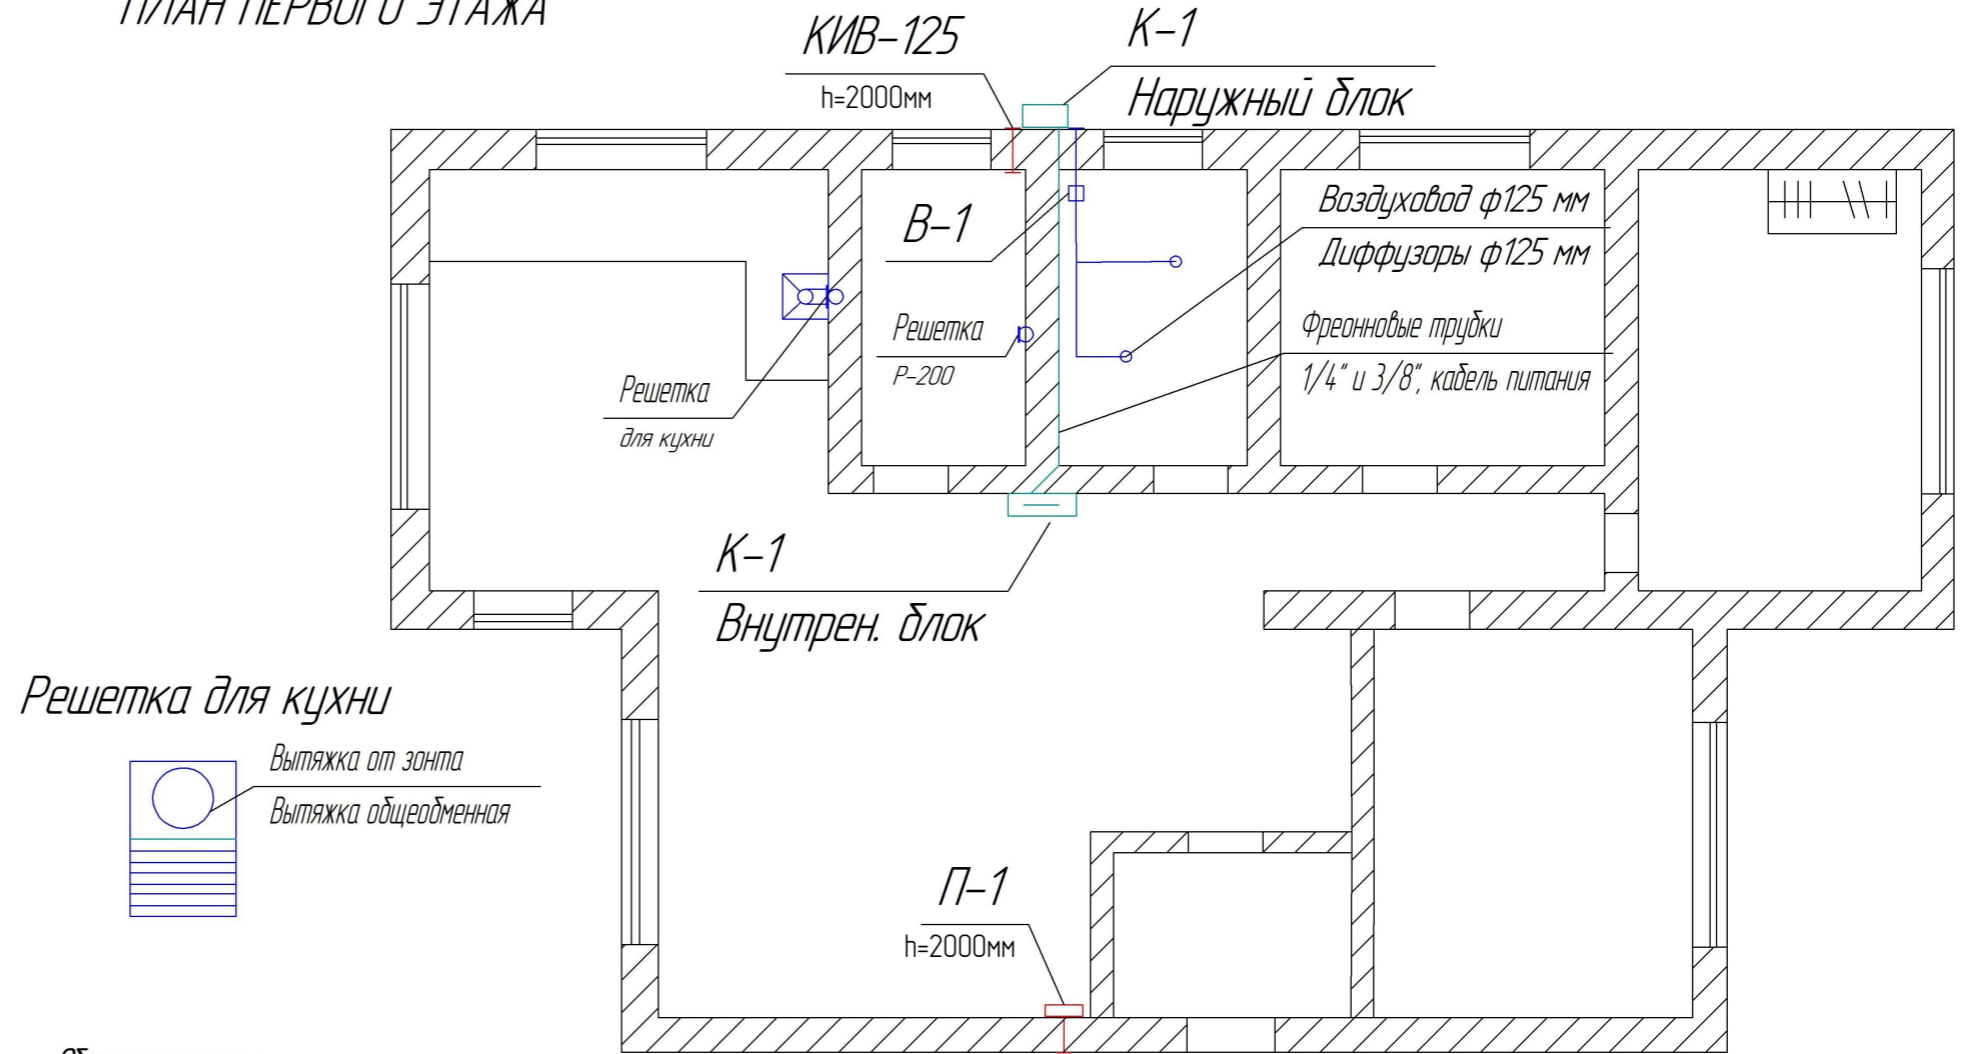 ПЛАН ПЕРВОГО ЭТАЖА
КИВ-125
h=2000мм
К-1
Наружный блок
В-1
Воздуховод ф125 мм
Диффузоры ф125 мм
Решетка
Р-200
Фреонновые трубки
1/4" и 3/8", кабель питания
Решетка
для кухни
К-1
Внутрен. блок
Решетка для кухни
Вытяжка от зонта
Вытяжка общеобменная
П-1
h=2000мм